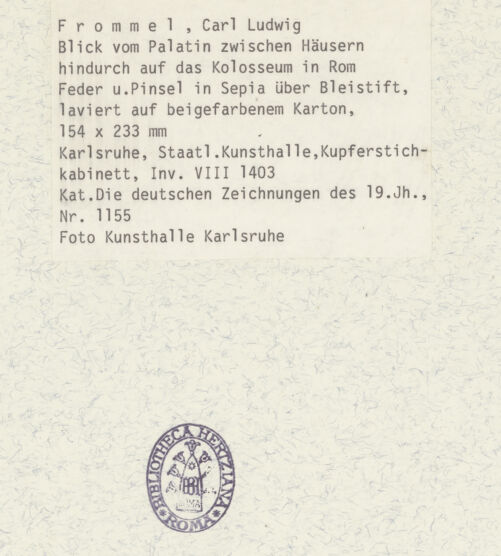 F r o m m e l , Carl Ludwig
Blick vom Palatin zwischen Häusern
hindurch auf das Kolosseum in Rom
Feder u.Pinsel in Sepia über Bleistift,
laviert auf beigefarbenem Karton,
154 x 233 mm
Karlsruhe, Staatl.Kunsthalle,Kupferstich-
kabinett, Inv. VIII 1403
Kat.Die deutschen Zeichnungen des 19.Jh.,
Nr. 1155
Foto Kunsthalle Karlsruhe
BIBLIOTHECA HERTZIANA
ROMA